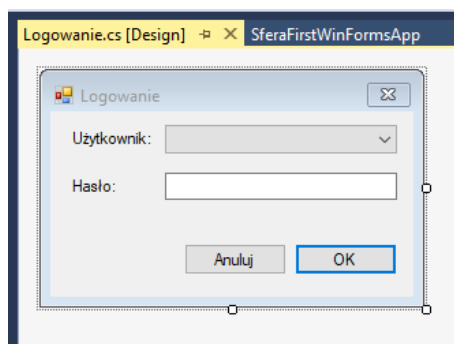 Logowanie.cs [Design] SferaFirstWinFormsApp
Logowanie
Użytkownik:
Hasło:
Anuluj OK